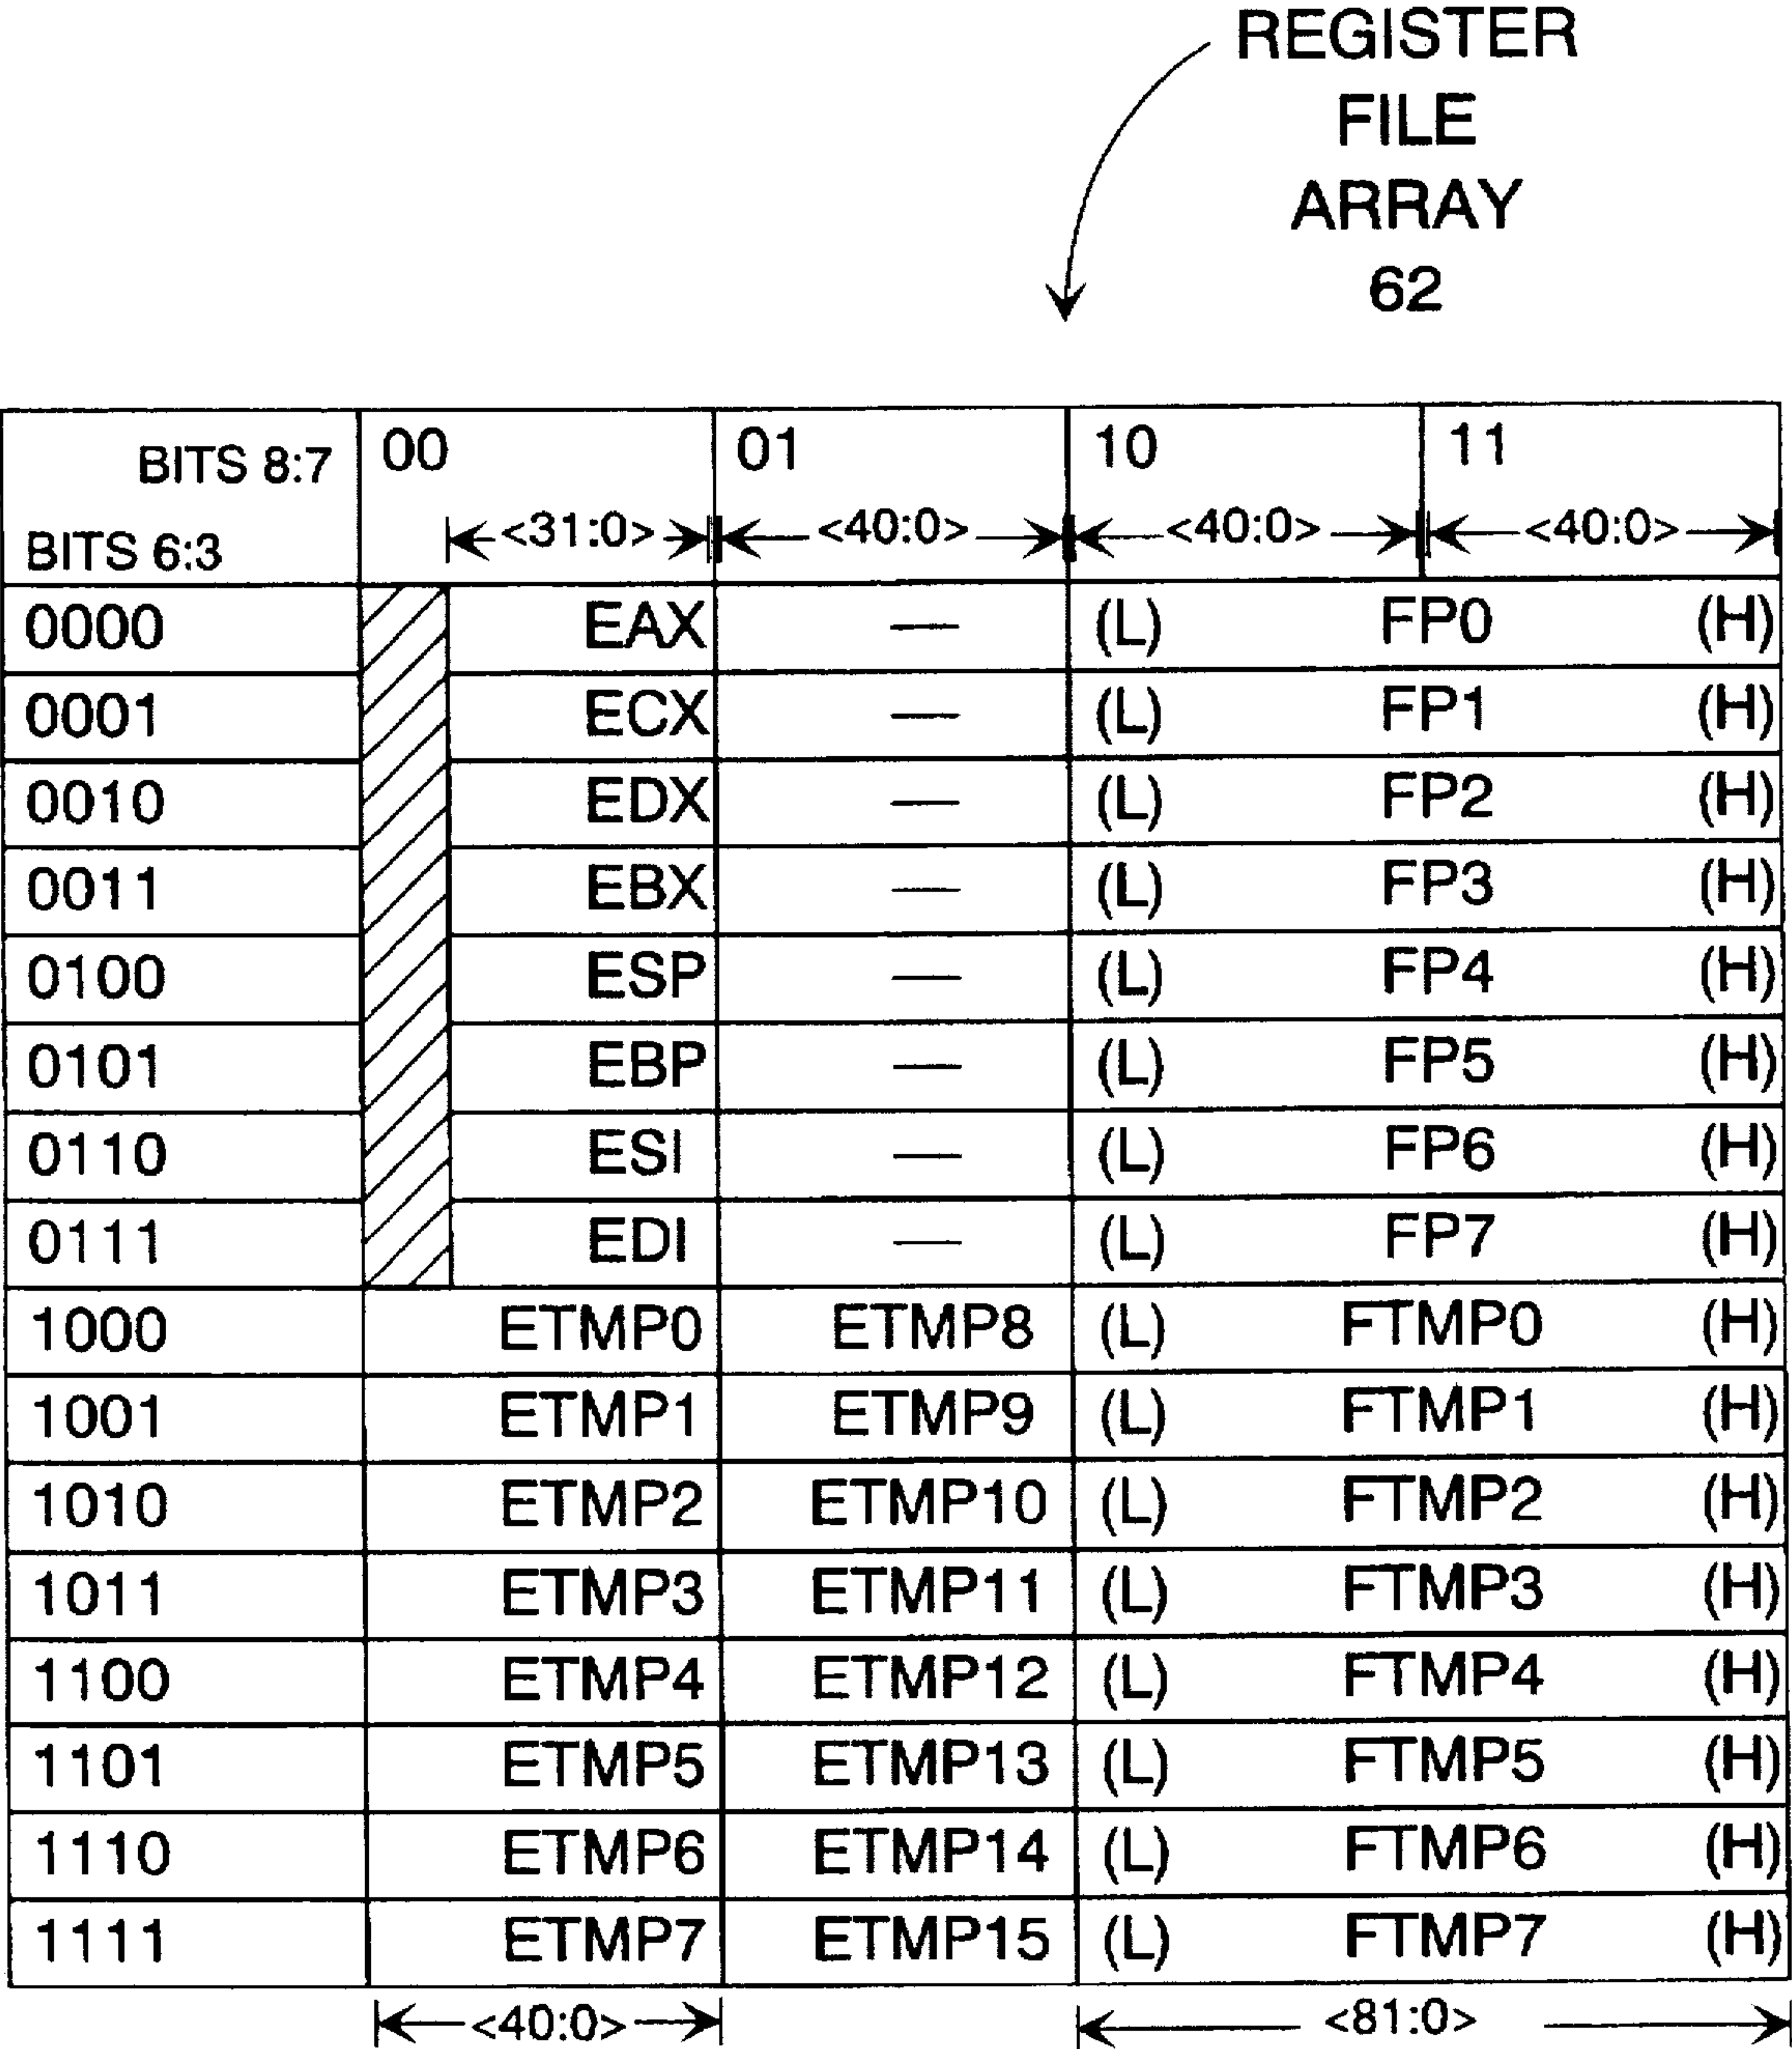 REGISTER
FILE
ARRAY
62
BITS 8:7 00 01 10 11
BITS 6:3 <31:0> <40:0> <40:0> <40:0>
0000 EAX — (L) FP0 (H)
0001 ECX — (L) FP1 (H)
0010 EDX — (L) FP2 (H)
0011 EBX — (L) FP3 (H)
0100 ESP — (L) FP4 (H)
0101 EBP — (L) FP5 (H)
0110 ESI — (L) FP6 (H)
0111 EDI — (L) FP7 (H)
1000 ETMP0 ETMP8 (L) FTMP0 (H)
1001 ETMP1 ETMP9 (L) FTMP1 (H)
1010 ETMP2 ETMP10 (L) FTMP2 (H)
1011 ETMP3 ETMP11 (L) FTMP3 (H)
1100 ETMP4 ETMP12 (L) FTMP4 (H)
1101 ETMP5 ETMP13 (L) FTMP5 (H)
1110 ETMP6 ETMP14 (L) FTMP6 (H)
1111 ETMP7 ETMP15 (L) FTMP7 (H)
<40:0> <81:0>